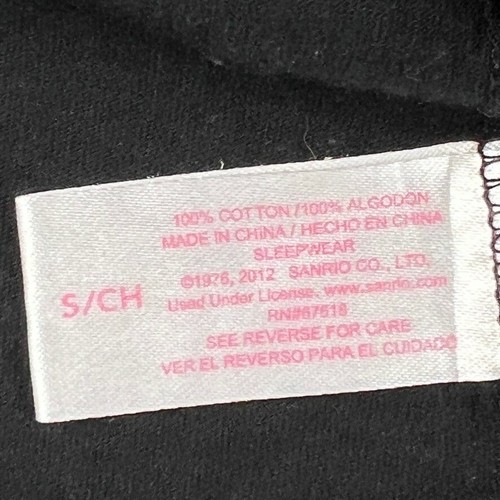 100% COTTON / 100% ALGODON
MADE IN CHINA / HECHO EN CHINA
SLEEPWEAR
©1976, 2012 SANRIO CO., LTD.
S/CH
Used Under License. www.sanrio.com
RN#67518
SEE REVERSE FOR CARE
VER EL REVERSO PARA EL CUIDADO